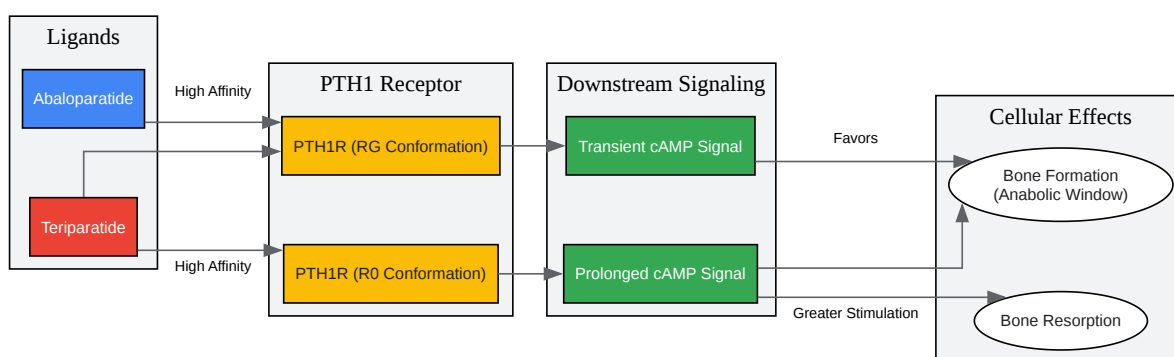 Ligands
Abaloparatide
Teriparatide
High Affinity
High Affinity
PTH1 Receptor
PTH1R (RG Conformation)
PTH1R (R0 Conformation)
Downstream Signaling
Transient cAMP Signal
Prolonged cAMP Signal
Favors
Greater Stimulation
Cellular Effects
Bone Formation
(Anabolic Window)
Bone Resorption